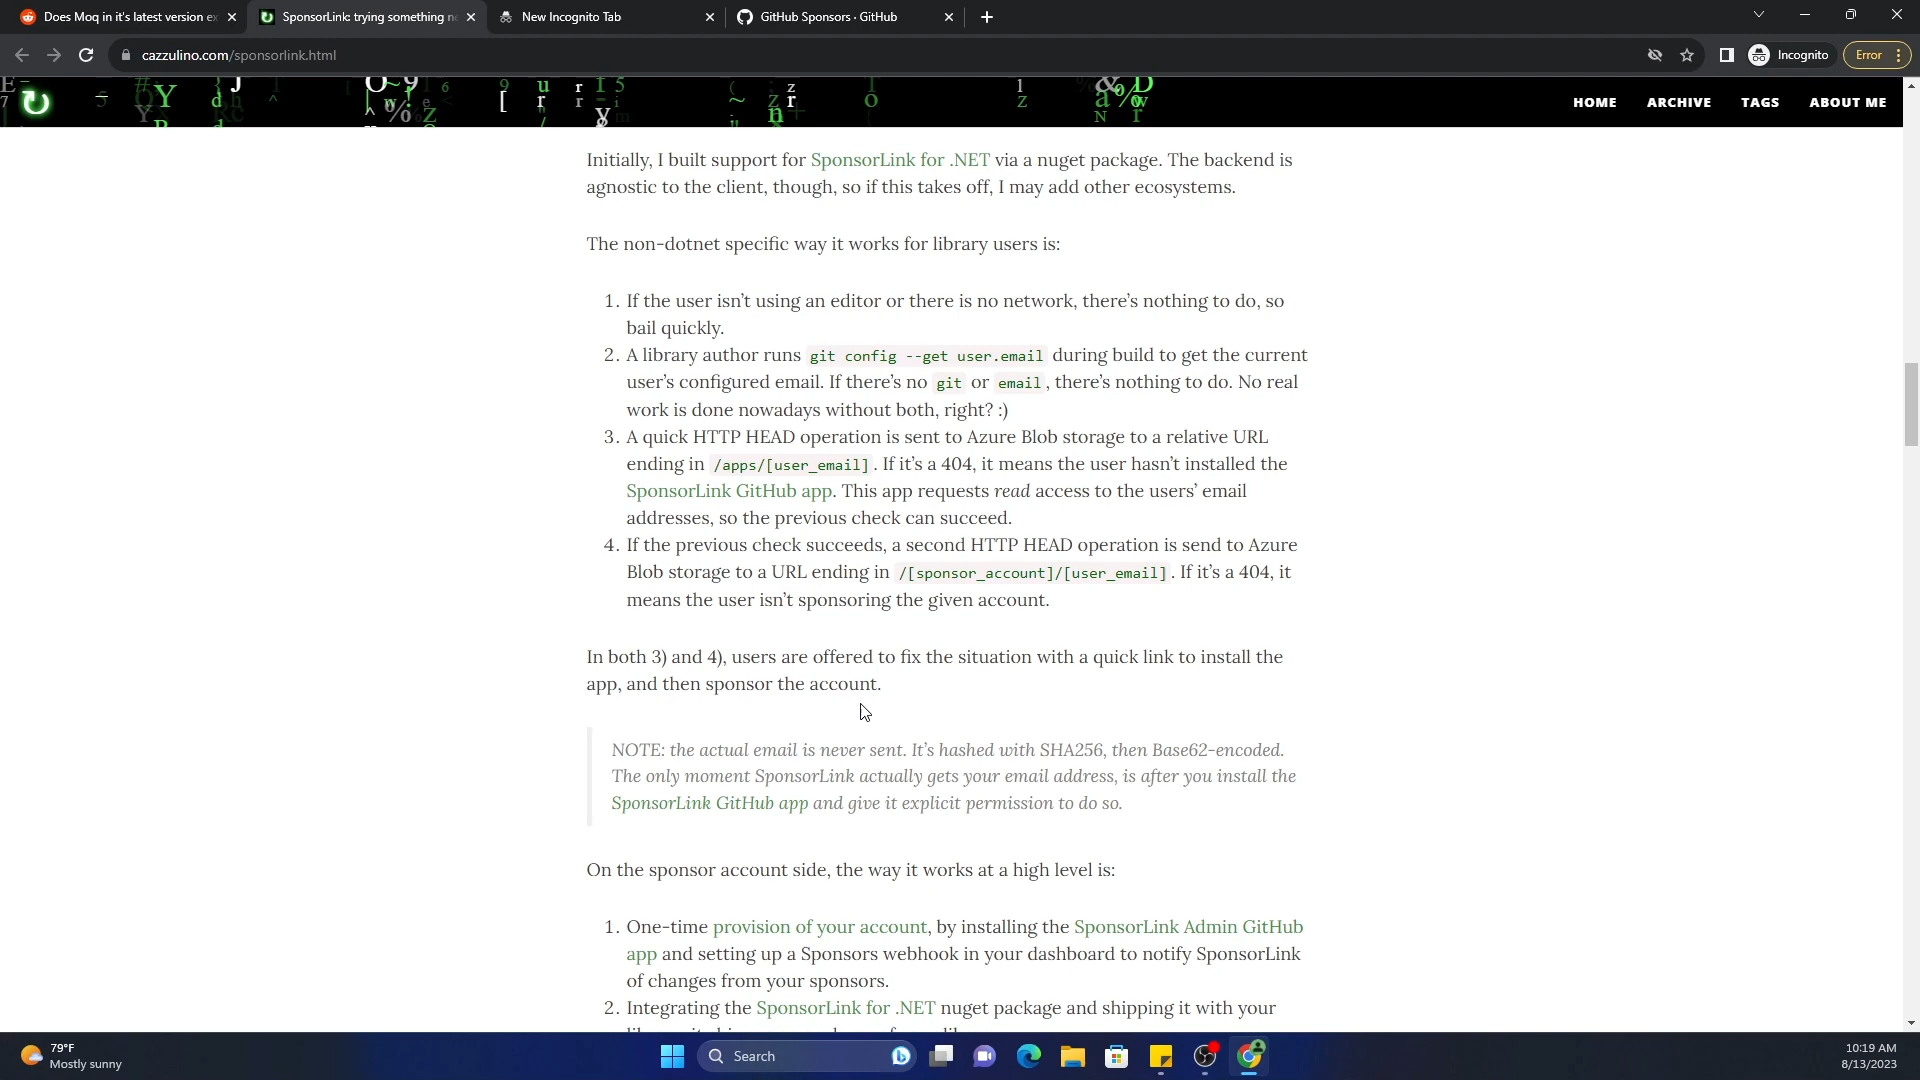 Does Moq in it's latest version ex
SponsorLink: trying something ne
New Incognito Tab
GitHub Sponsors · GitHub
cazzulino.com/sponsorlink.html
Incognito
Error
HOME
ARCHIVE
TAGS
ABOUT ME
Initially, I built support for SponsorLink for .NET via a nuget package. The backend is
agnostic to the client, though, so if this takes off, I may add other ecosystems.
The non-dotnet specific way it works for library users is:
1. If the user isn't using an editor or there is no network, there's nothing to do, so
bail quickly.
2. A library author runs git config --get user.email during build to get the current
user's configured email. If there's no git or email, there's nothing to do. No real
work is done nowadays without both, right? :)
3. A quick HTTP HEAD operation is sent to Azure Blob storage to a relative URL
ending in /apps/[user_email]. If it's a 404, it means the user hasn't installed the
SponsorLink GitHub app. This app requests read access to the users' email
addresses, so the previous check can succeed.
4. If the previous check succeeds, a second HTTP HEAD operation is send to Azure
Blob storage to a URL ending in /[sponsor_account]/[user_email]. If it's a 404, it
means the user isn't sponsoring the given account.
In both 3) and 4), users are offered to fix the situation with a quick link to install the
app, and then sponsor the account.
NOTE: the actual email is never sent. It's hashed with SHA256, then Base62-encoded.
The only moment SponsorLink actually gets your email address, is after you install the
SponsorLink GitHub app and give it explicit permission to do so.
On the sponsor account side, the way it works at a high level is:
1. One-time provision of your account, by installing the SponsorLink Admin GitHub
app and setting up a Sponsors webhook in your dashboard to notify SponsorLink
of changes from your sponsors.
2. Integrating the SponsorLink for .NET nuget package and shipping it with your
79°F
Mostly sunny
Search
10:19 AM
8/13/2023